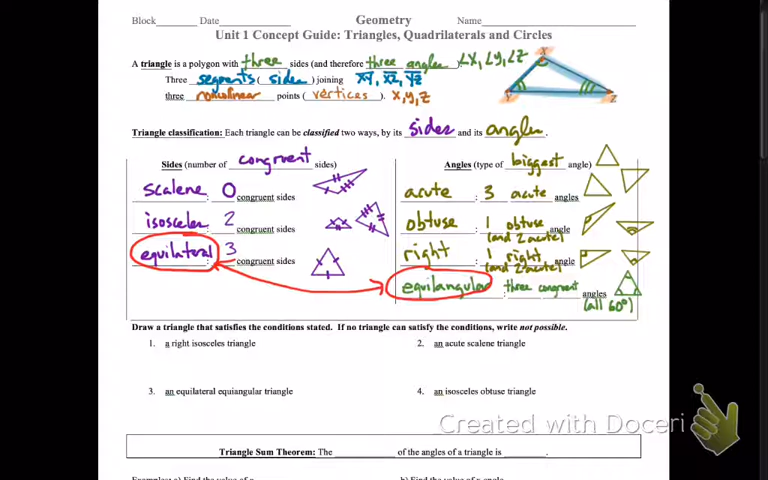 Block______ Date________ Geometry Name________________
Unit 1 Concept Guide: Triangles, Quadrilaterals and Circles
A triangle is a polygon with three sides (and therefore three angles) ∠X, ∠Y, ∠Z
Three segments (sides) joining XY, XZ, YZ
three noncolinear points (vertices). X, Y, Z
X
Y
Z
Triangle classification: Each triangle can be classified two ways, by its sides and its angles.
Sides (number of congruent sides)
scalene: 0 congruent sides
isosceles: 2 congruent sides
equilateral: 3 congruent sides
Angles (type of biggest angle)
acute : 3 acute angles
obtuse : 1 obtuse angle
(and 2 acute)
right : 1 right angle
(and 2 acute)
equiangular three congruent angles
(all 60°)
Draw a triangle that satisfies the conditions stated. If no triangle can satisfy the conditions, write not possible.
1. a right isosceles triangle
2. an acute scalene triangle
3. an equilateral equiangular triangle
4. an isosceles obtuse triangle
Created with Doceri
Triangle Sum Theorem: The ____________ of the angles of a triangle is ________.